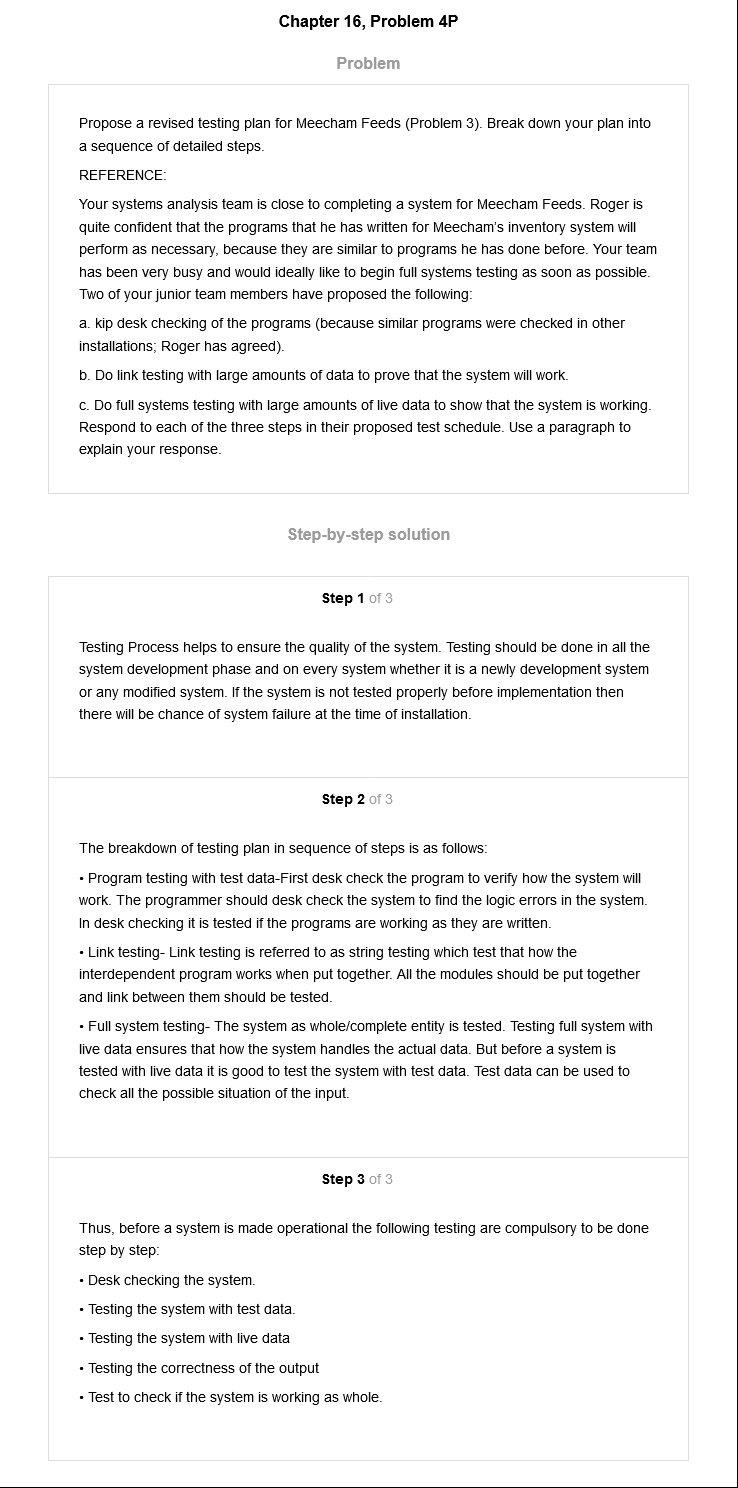 Chapter 16, Problem 4P
Problem
Propose a revised testing plan for Meecham Feeds (Problem 3). Break down your plan into
a sequence of detailed steps.
REFERENCE:
Your systems analysis team is close to completing a system for Meecham Feeds. Roger is
quite confident that the programs that he has written for Meecham's inventory system will
perform as necessary, because they are similar to programs he has done before. Your team
has been very busy and would ideally like to begin full systems testing as soon as possible.
Two of your junior team members have proposed the following:
a. kip desk checking of the programs (because similar programs were checked in other
installations; Roger has agreed).
b. Do link testing with large amounts of data to prove that the system will work.
c. Do full systems testing with large amounts of live data to show that the system is working.
Respond to each of the three steps in their proposed test schedule. Use a paragraph to
explain your response.
Step-by-step solution
Step 1 of 3
Testing Process helps to ensure the quality of the system. Testing should be done in all the
system development phase and on every system whether it is a newly development system
or any modified system. If the system is not tested properly before implementation then
there will be chance of system failure at the time of installation.
Step 2 of 3
The breakdown of testing plan in sequence of steps is as follows:
• Program testing with test data-First desk check the program to verify how the system will
work. The programmer should desk check the system to find the logic errors in the system.
In desk checking it is tested if the programs are working as they are written.
• Link testing- Link testing is referred to as string testing which test that how the
interdependent program works when put together. All the modules should be put together
and link between them should be tested.
• Full system testing- The system as whole/complete entity is tested. Testing full system with
live data ensures that how the system handles the actual data. But before a system is
tested with live data it is good to test the system with test data. Test data can be used to
check all the possible situation of the input.
Step 3 of 3
Thus, before a system is made operational the following testing are compulsory to be done
step by step:
• Desk checking the system.
• Testing the system with test data.
• Testing the system with live data
• Testing the correctness of the output
• Test to check if the system is working as whole.